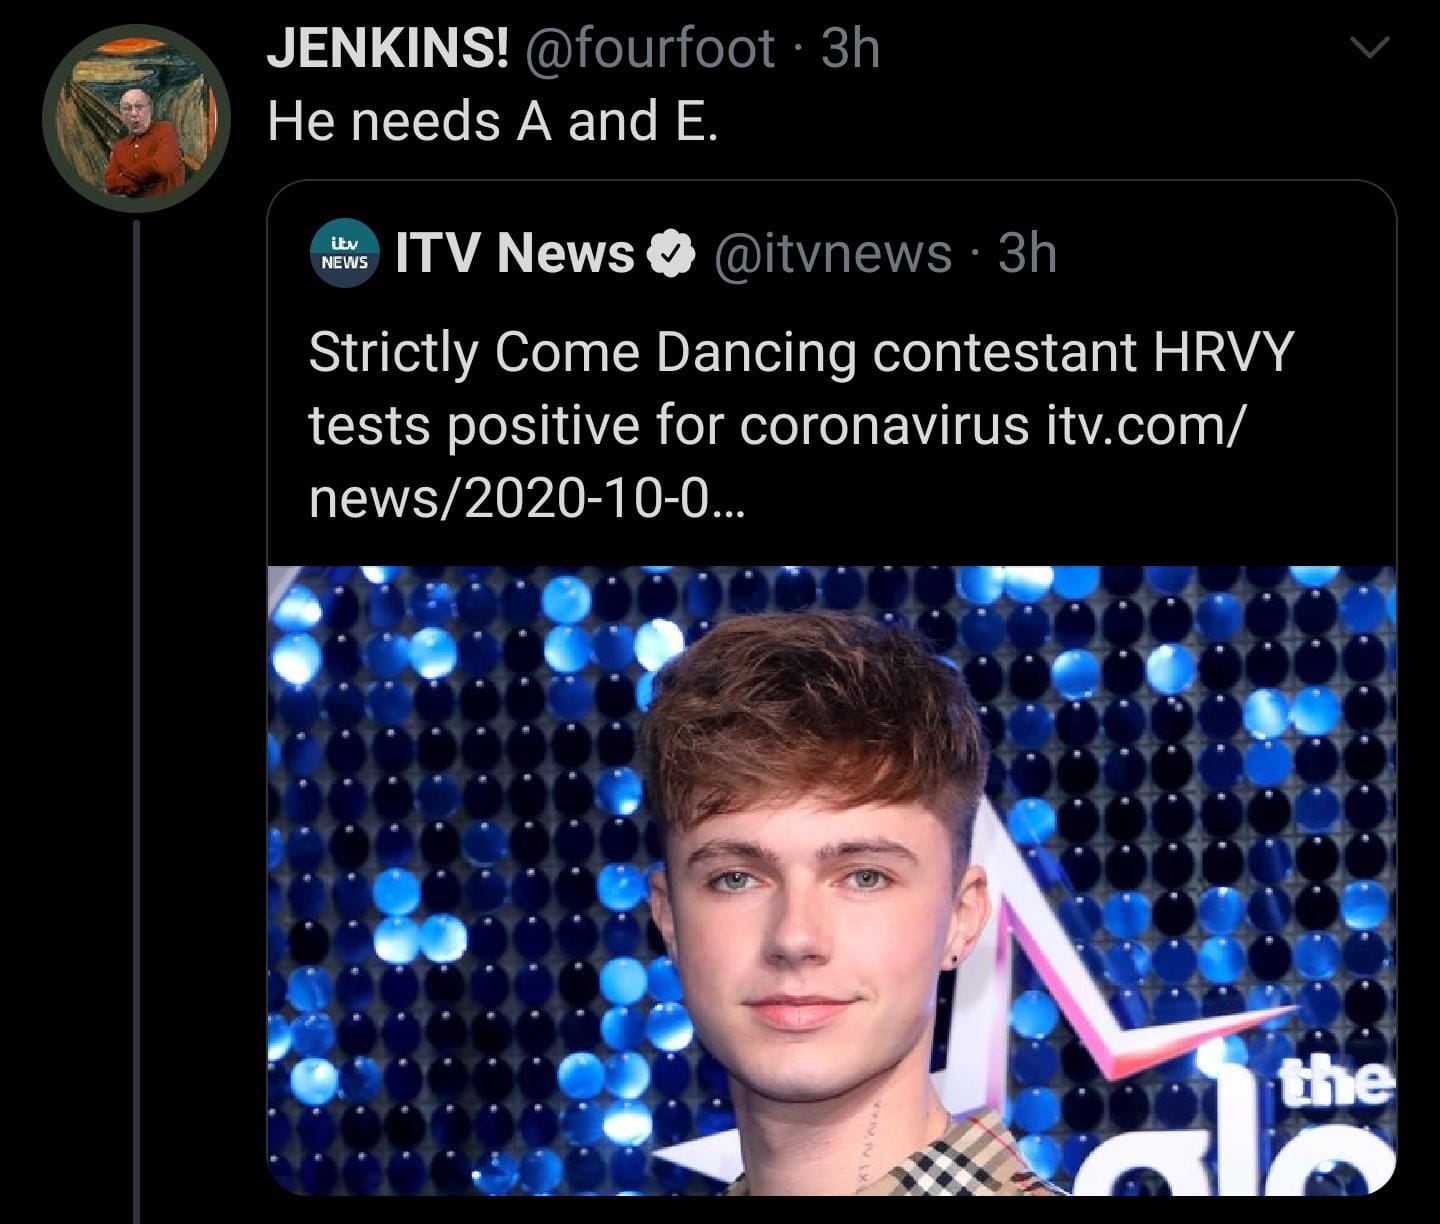 JENKINS! @fourfoot · 3h
He needs A and E.
itv
NEWS
ITV News @itvnews · 3h
Strictly Come Dancing contestant HRVY
tests positive for coronavirus itv.com/
news/2020-10-0…
the
glo